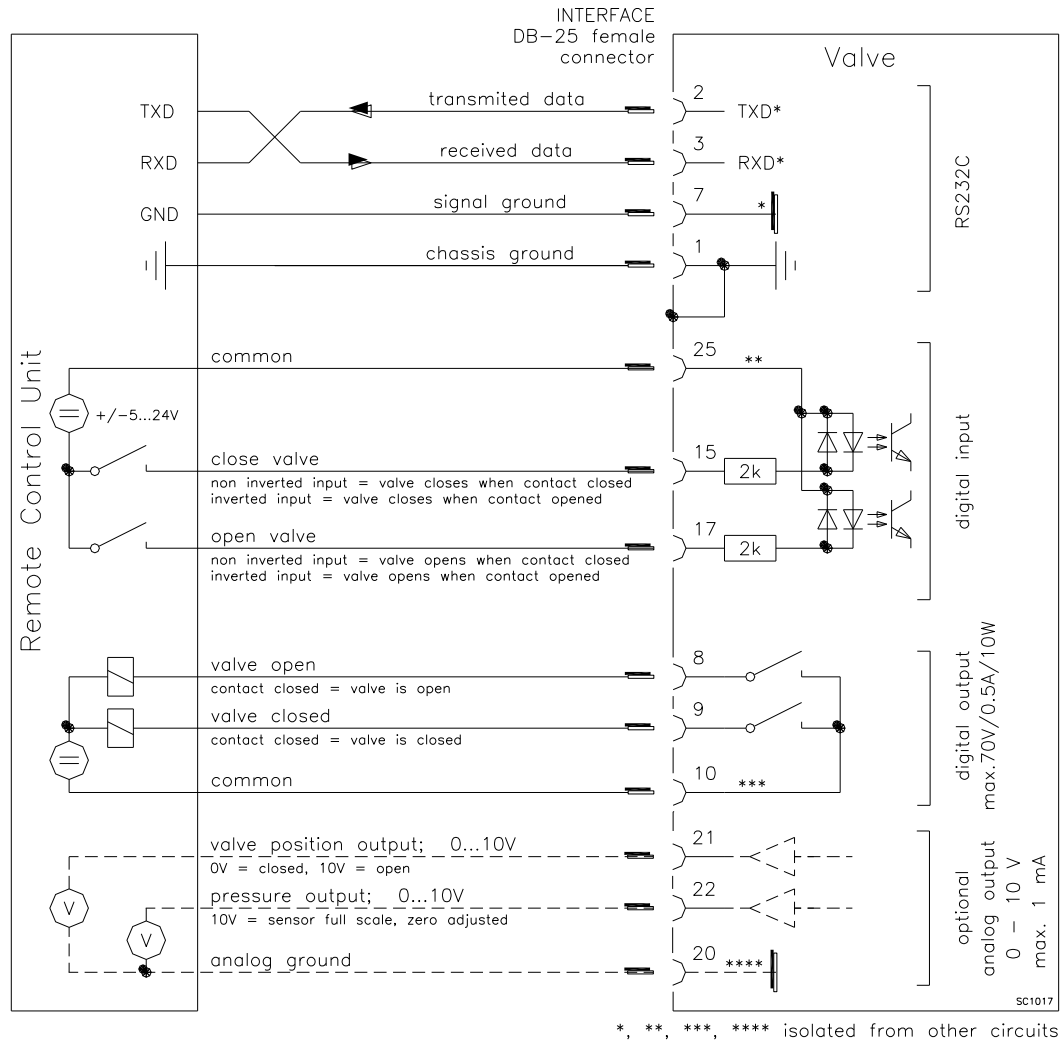 INTERFACE
DB-25 female
connector
Valve
Remote Control Unit
TXD
transmited data
2
TXD*
RXD
received data
3
RXD*
GND
signal ground
7
*
chassis ground
1
RS232C
common
25
**
+/-5...24V
close valve
15
2k
non inverted input = valve closes when contact closed
inverted input = valve closes when contact opened
open valve
17
2k
non inverted input = valve opens when contact closed
inverted input = valve opens when contact opened
digital input
valve open
8
contact closed = valve is open
valve closed
9
contact closed = valve is closed
common
10
***
digital output
max.70V/0.5A/10W
valve position output; 0...10V
21
0V = closed, 10V = open
V
pressure output; 0...10V
22
10V = sensor full scale, zero adjusted
V
analog ground
20
****
optional
analog output
0 - 10 V
max. 1 mA
SC1017
*, **, ***, **** isolated from other circuits